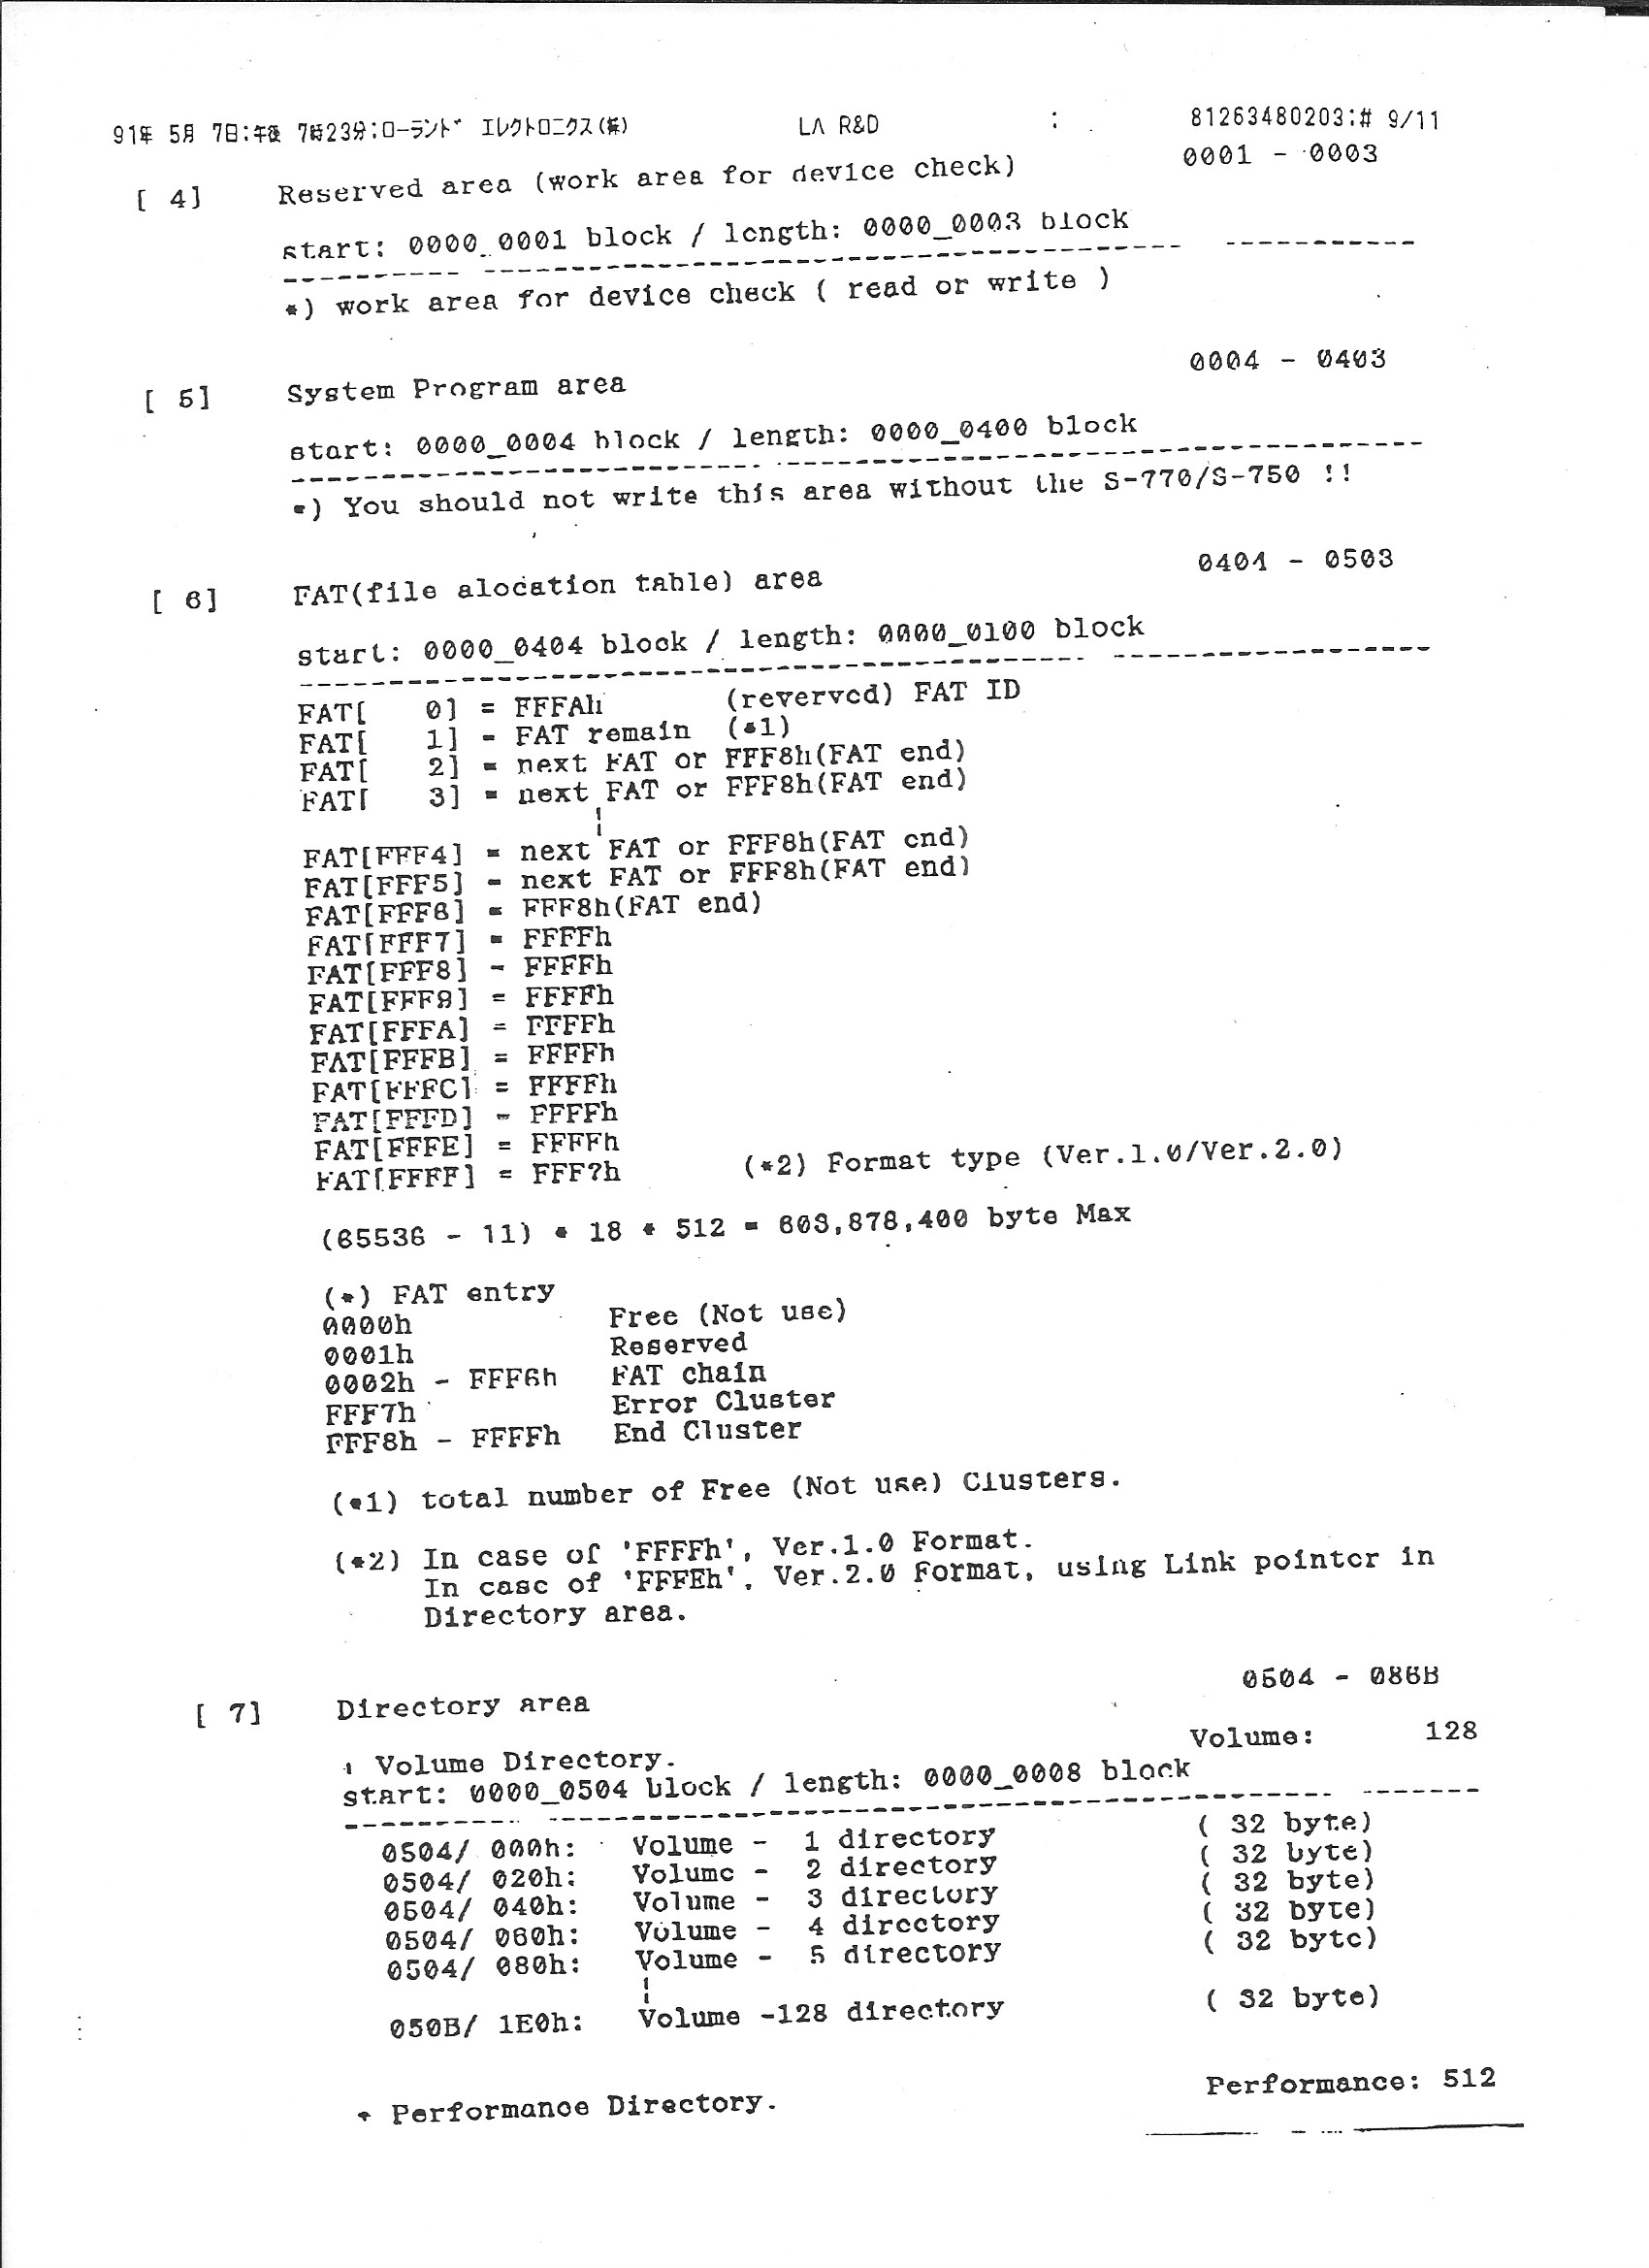 91年 5月 7日:午後 7時23分:ローランド エレクトロニクス(株) LA R&D : 81263480203:# 9/11
[ 4] Reserved area (work area for device check) 0001 - 0003
start: 0000_0001 block / length: 0000_0003 block
*) work area for device check ( read or write )
[ 5] System Program area 0004 - 0403
start: 0000_0004 block / length: 0000_0400 block
*) You should not write this area without the S-770/S-750 !!
[ 6] FAT(file alocation table) area 0404 - 0503
start: 0000_0404 block / length: 0000_0100 block
FAT[ 0] = FFFAh (reverved) FAT ID
FAT[ 1] = FAT remain (*1)
FAT[ 2] = next FAT or FFF8h(FAT end)
FAT[ 3] = next FAT or FFF8h(FAT end)
FAT[FFF4] = next FAT or FFF8h(FAT end)
FAT[FFF5] = next FAT or FFF8h(FAT end)
FAT[FFF6] = FFF8h(FAT end)
FAT[FFF7] = FFFFh
FAT[FFF8] = FFFFh
FAT[FFF9] = FFFFh
FAT[FFFA] = FFFFh
FAT[FFFB] = FFFFh
FAT[FFFC] = FFFFh
FAT[FFFD] = FFFFh
FAT[FFFE] = FFFFh
FAT[FFFF] = FFF?h (*2) Format type (Ver.1.0/Ver.2.0)
(65536 - 11) * 18 * 512 = 603,878,400 byte Max
(*) FAT entry
0000h Free (Not use)
0001h Reserved
0002h - FFF6h FAT chain
FFF7h Error Cluster
FFF8h - FFFFh End Cluster
(*1) total number of Free (Not use) Clusters.
(*2) In case of 'FFFFh', Ver.1.0 Format.
In case of 'FFFEh', Ver.2.0 Format, using Link pointer in
Directory area.
[ 7] Directory area 0504 - 086B
* Volume Directory. Volume: 128
start: 0000_0504 block / length: 0000_0008 block
0504/ 000h: Volume - 1 directory ( 32 byte)
0504/ 020h: Volume - 2 directory ( 32 byte)
0504/ 040h: Volume - 3 directory ( 32 byte)
0504/ 060h: Volume - 4 directory ( 32 byte)
0504/ 080h: Volume - 5 directory ( 32 byte)
050B/ 1E0h: Volume -128 directory ( 32 byte)
* Performance Directory. Performance: 512